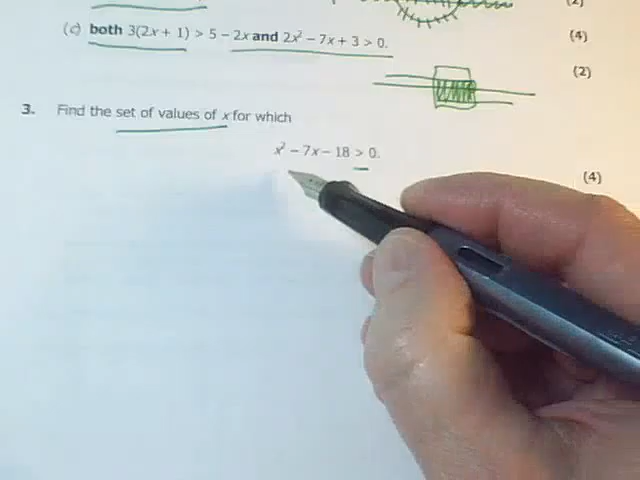 (2)
(c) both 3(2x + 1) > 5 – 2x and 2x² – 7x + 3 > 0.
(4)
(2)
3. Find the set of values of x for which
x² – 7x – 18 > 0.
(4)